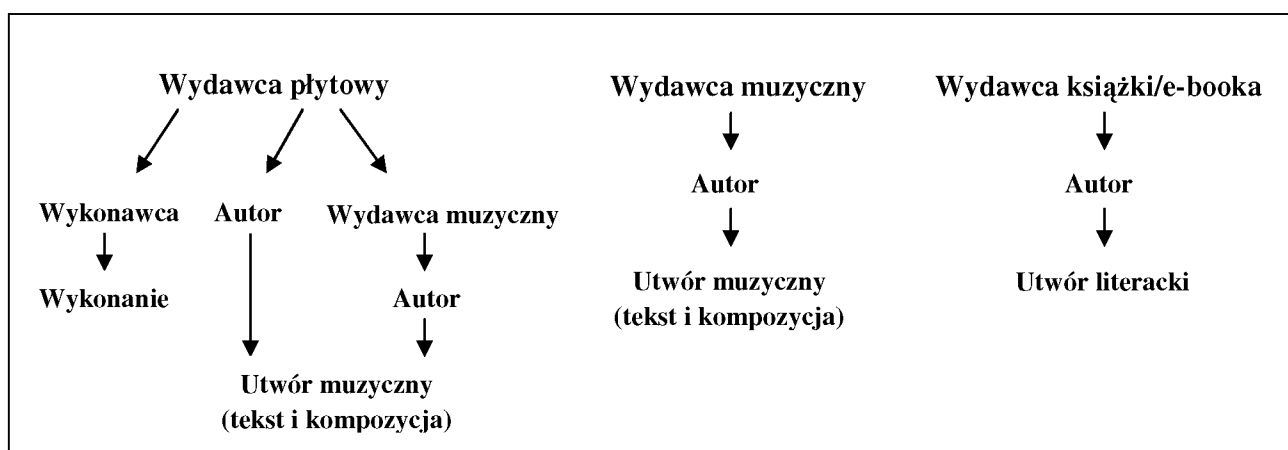 Wydawca płytowy
Wykonawca
Wykonanie
Autor
Wydawca muzyczny
Autor
Utwór muzyczny
(tekst i kompozycja)
Wydawca muzyczny
Autor
Utwór muzyczny
(tekst i kompozycja)
Wydawca książki/e-booka
Autor
Utwór literacki